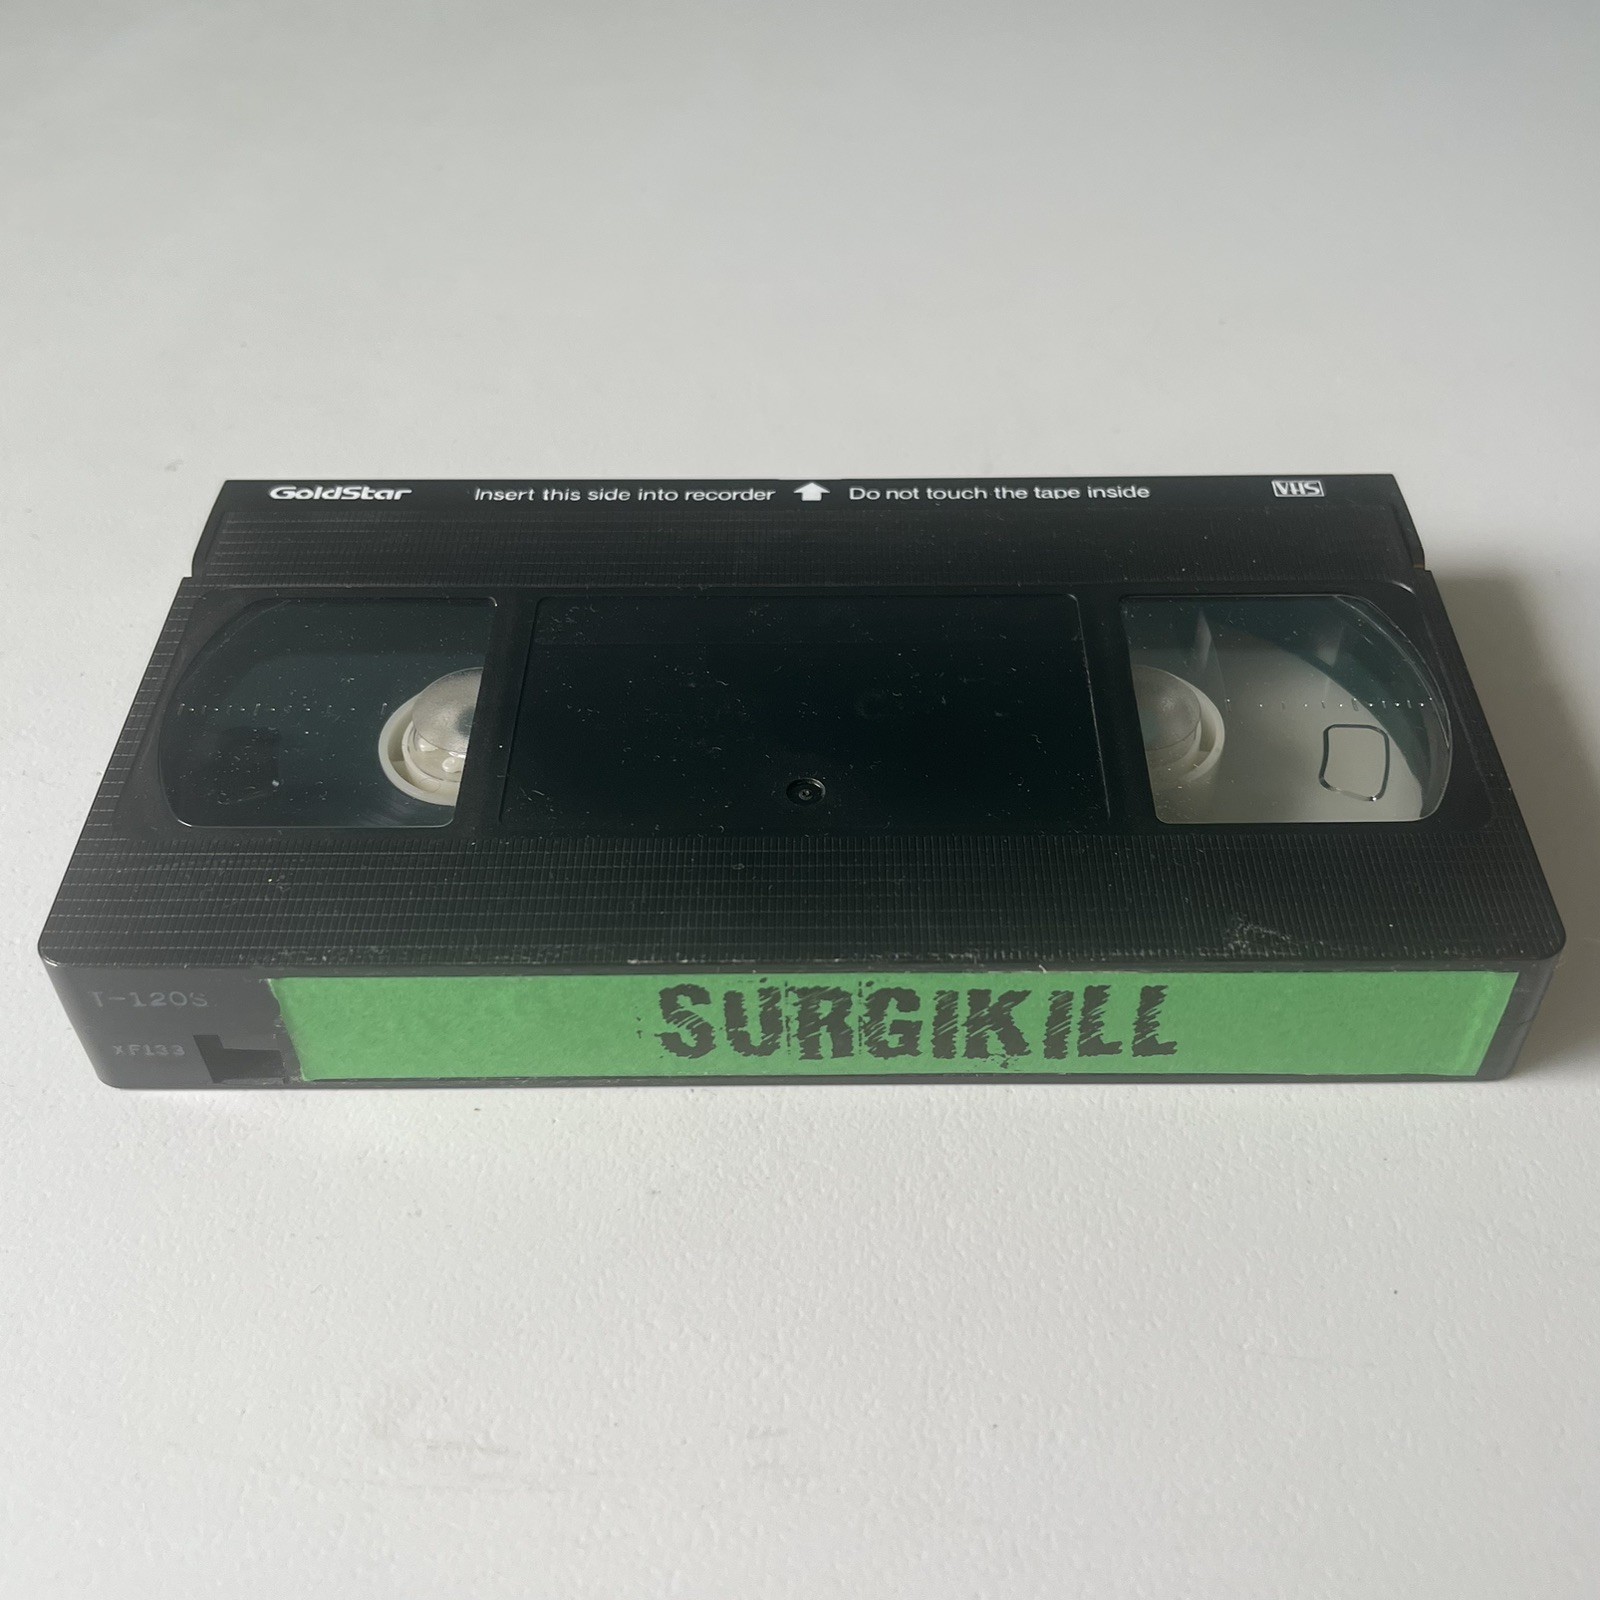 GoldStar Insert this side into recorder Do not touch the tape inside VHS
T-120S
XF133
SURGIKILL